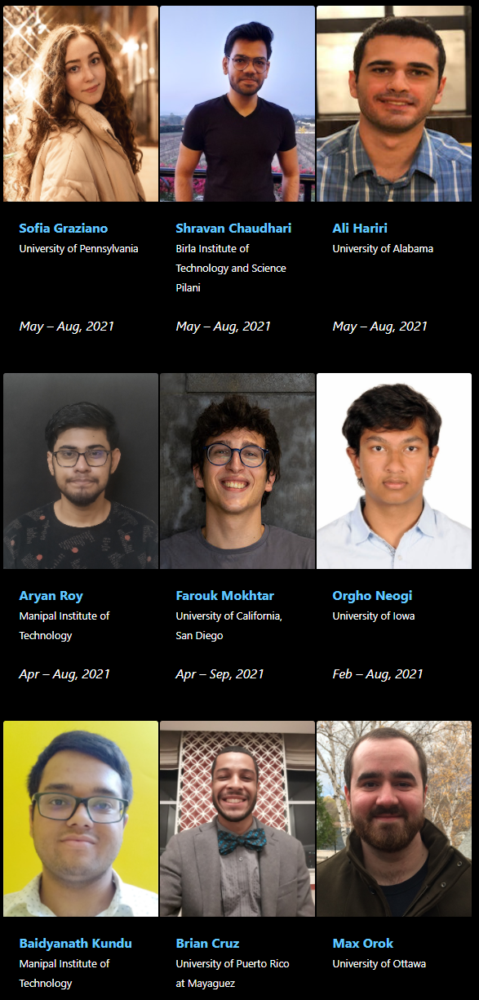 Sofia Graziano
University of Pennsylvania
May – Aug, 2021
Shravan Chaudhari
Birla Institute of
Technology and Science
Pilani
May – Aug, 2021
Ali Hariri
University of Alabama
May – Aug, 2021
Aryan Roy
Manipal Institute of
Technology
Apr – Aug, 2021
Farouk Mokhtar
University of California,
San Diego
Apr – Sep, 2021
Orgho Neogi
University of Iowa
Feb – Aug, 2021
Baidyanath Kundu
Manipal Institute of
Technology
Brian Cruz
University of Puerto Rico
at Mayaguez
Max Orok
University of Ottawa